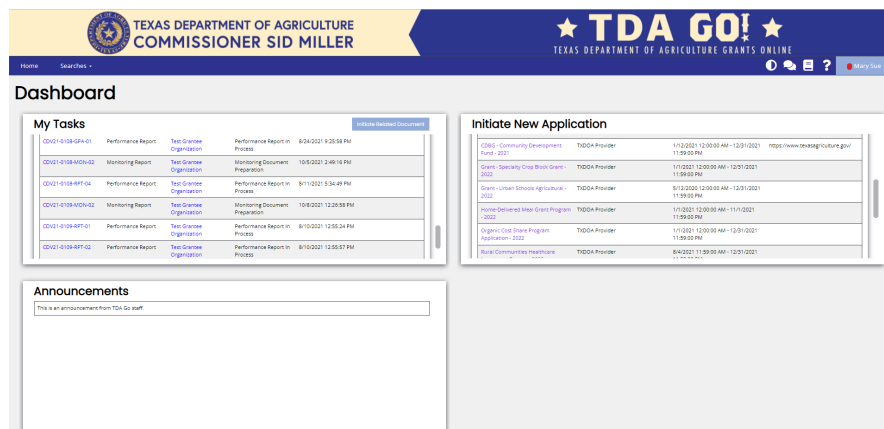 TEXAS DEPARTMENT OF AGRICULTURE
COMMISSIONER SID MILLER
TDA GO!
TEXAS DEPARTMENT OF AGRICULTURE GRANTS ONLINE
Home Searches
? Mary Sue
Dashboard
My Tasks
Initiate Related Document
CDV21-0108-GPA-01 Performance Report Test Grantee Performance Report In 8/24/2021 9:25:58 PM
Organization Process
CDV21-0108-MON-02 Monitoring Report Test Grantee Monitoring Document 10/5/2021 2:49:16 PM
Organization Preparation
CDV21-0108-RPT-04 Performance Report Test Grantee Performance Report In 8/11/2021 5:34:49 PM
Organization Process
CDV21-0109-MON-02 Monitoring Report Test Grantee Monitoring Document 10/8/2021 12:26:58 PM
Organization Preparation
CDV21-0109-RPT-01 Performance Report Test Grantee Performance Report In 8/10/2021 12:55:24 PM
Organization Process
CDV21-0109-RPT-02 Performance Report Test Grantee Performance Report In 8/10/2021 12:55:57 PM
Organization Process
Initiate New Application
CDBG - Community Development TXDOA Provider 1/12/2021 12:00:00 AM - 12/31/2021 https://www.texasagriculture.gov/
Fund - 2021 11:59:00 PM
Grant - Specialty Crop Block Grant - TXDOA Provider 1/1/2021 12:00:00 AM - 12/31/2021
2022 11:59:00 PM
Grant - Urban Schools Agricultural - TXDOA Provider 5/12/2020 12:00:00 AM - 12/31/2021
2022 11:59:00 PM
Home-Delivered Meal Grant Program TXDOA Provider 1/1/2021 12:00:00 AM - 11/1/2021
- 2022 11:59:00 PM
Organic Cost Share Program TXDOA Provider 1/1/2021 12:00:00 AM - 12/31/2021
Application - 2022 11:59:00 PM
Rural Communities Healthcare TXDOA Provider 8/4/2021 11:59:00 PM - 12/31/2021
Announcements
This is an announcement from TDA Go staff.